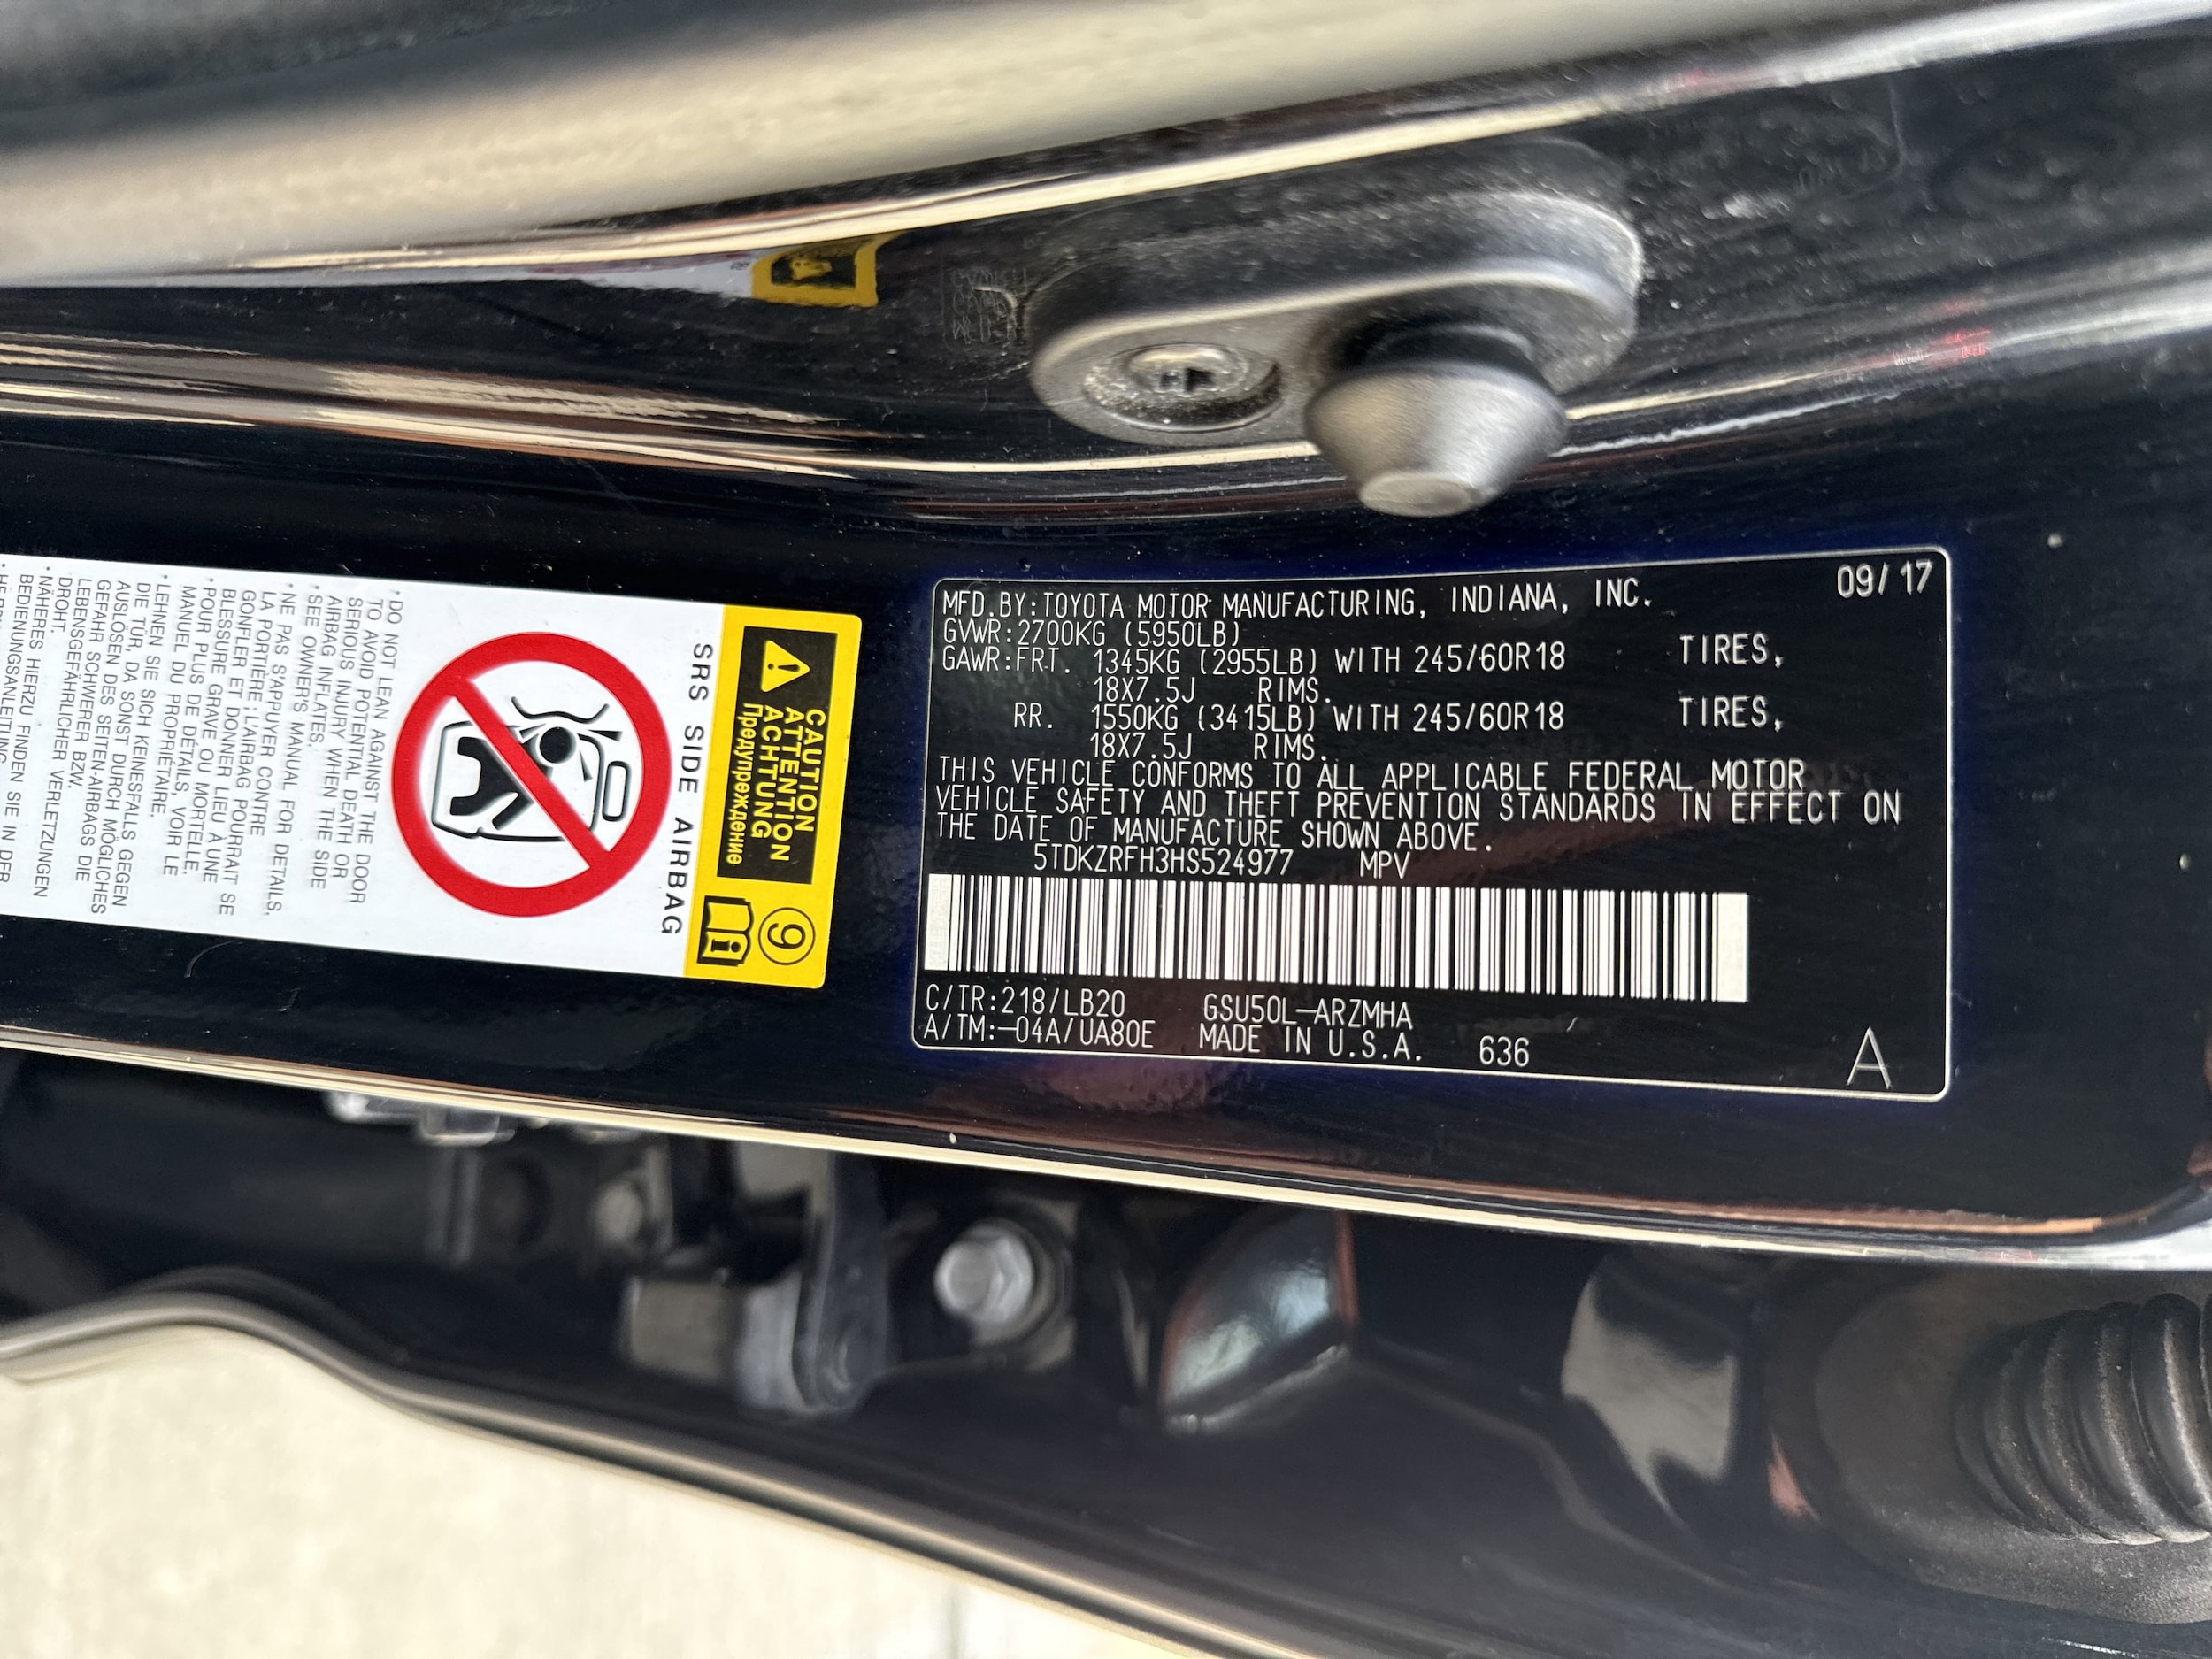 09/17
MFD.BY:TOYOTA MOTOR MANUFACTURING, INDIANA, INC.
GVWR:2700KG (5950LB)
GAWR:FRT. 1345KG (2955LB) WITH 245/60R18 TIRES,
18X7.5J RIMS.
RR. 1550KG (3415LB) WITH 245/60R18 TIRES,
18X7.5J RIMS.
THIS VEHICLE CONFORMS TO ALL APPLICABLE FEDERAL MOTOR
VEHICLE SAFETY AND THEFT PREVENTION STANDARDS IN EFFECT ON
THE DATE OF MANUFACTURE SHOWN ABOVE.
5TDKZRFH3HS524977 MPV
C/TR:218/LB20 GSU50L-ARZMHA
A/TM:-04A/UA80E MADE IN U.S.A. 636
A
CAUTION
ATTENTION
ACHTUNG
Предупреждение
9
SRS SIDE AIRBAG
・DO NOT LEAN AGAINST THE DOOR
TO AVOID POTENTIAL DEATH OR
SERIOUS INJURY WHEN THE SIDE
AIRBAG INFLATES.
・SEE OWNER'S MANUAL FOR DETAILS.
・NE PAS S'APPUYER CONTRE
LA PORTIÈRE ; L'AIRBAG POURRAIT SE
GONFLER ET DONNER LIEU À UNE
BLESSURE GRAVE OU MORTELLE.
・POUR PLUS DE DÉTAILS, VOIR LE
MANUEL DU PROPRIÉTAIRE.
・LEHNEN SIE SICH KEINESFALLS GEGEN
DIE TÜR, DA SONST DURCH MÖGLICHES
AUSLÖSEN DES SEITEN-AIRBAGS DIE
GEFAHR SCHWERER BZW.
LEBENSGEFÄHRLICHER VERLETZUNGEN
DROHT.
・NÄHERES HIERZU FINDEN SIE IN DER
BEDIENUNGSANLEITUNG.